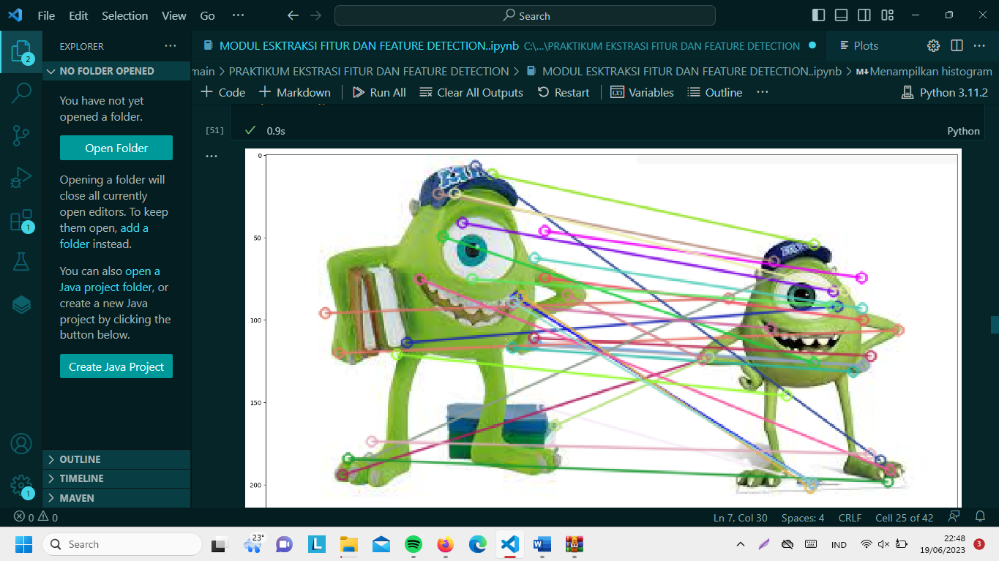 File Edit Selection View Go ··· Search
EXPLORER ···
MODUL ESKTRAKSI FITUR DAN FEATURE DETECTION..ipynb C:\...\PRAKTIKUM EKSTRASI FITUR DAN FEATURE DETECTION
Plots ···
NO FOLDER OPENED
main > PRAKTIKUM EKSTRASI FITUR DAN FEATURE DETECTION > MODUL ESKTRAKSI FITUR DAN FEATURE DETECTION..ipynb > M↓Menampilkan histogram
+ Code + Markdown | Run All Clear All Outputs Restart | Variables Outline ··· Python 3.11.2
You have not yet
opened a folder.
Open Folder
Opening a folder will
close all currently
open editors. To keep
them open, add a
folder instead.
You can also open a
Java project folder, or
create a new Java
project by clicking the
button below.
Create Java Project
OUTLINE
TIMELINE
MAVEN
2
1
1
[51] 0.9s Python
···
0
50
100
150
200
0 0 Ln 7, Col 30 Spaces: 4 CRLF Cell 25 of 42
Search 23° L W IND 22:48
19/06/2023 3